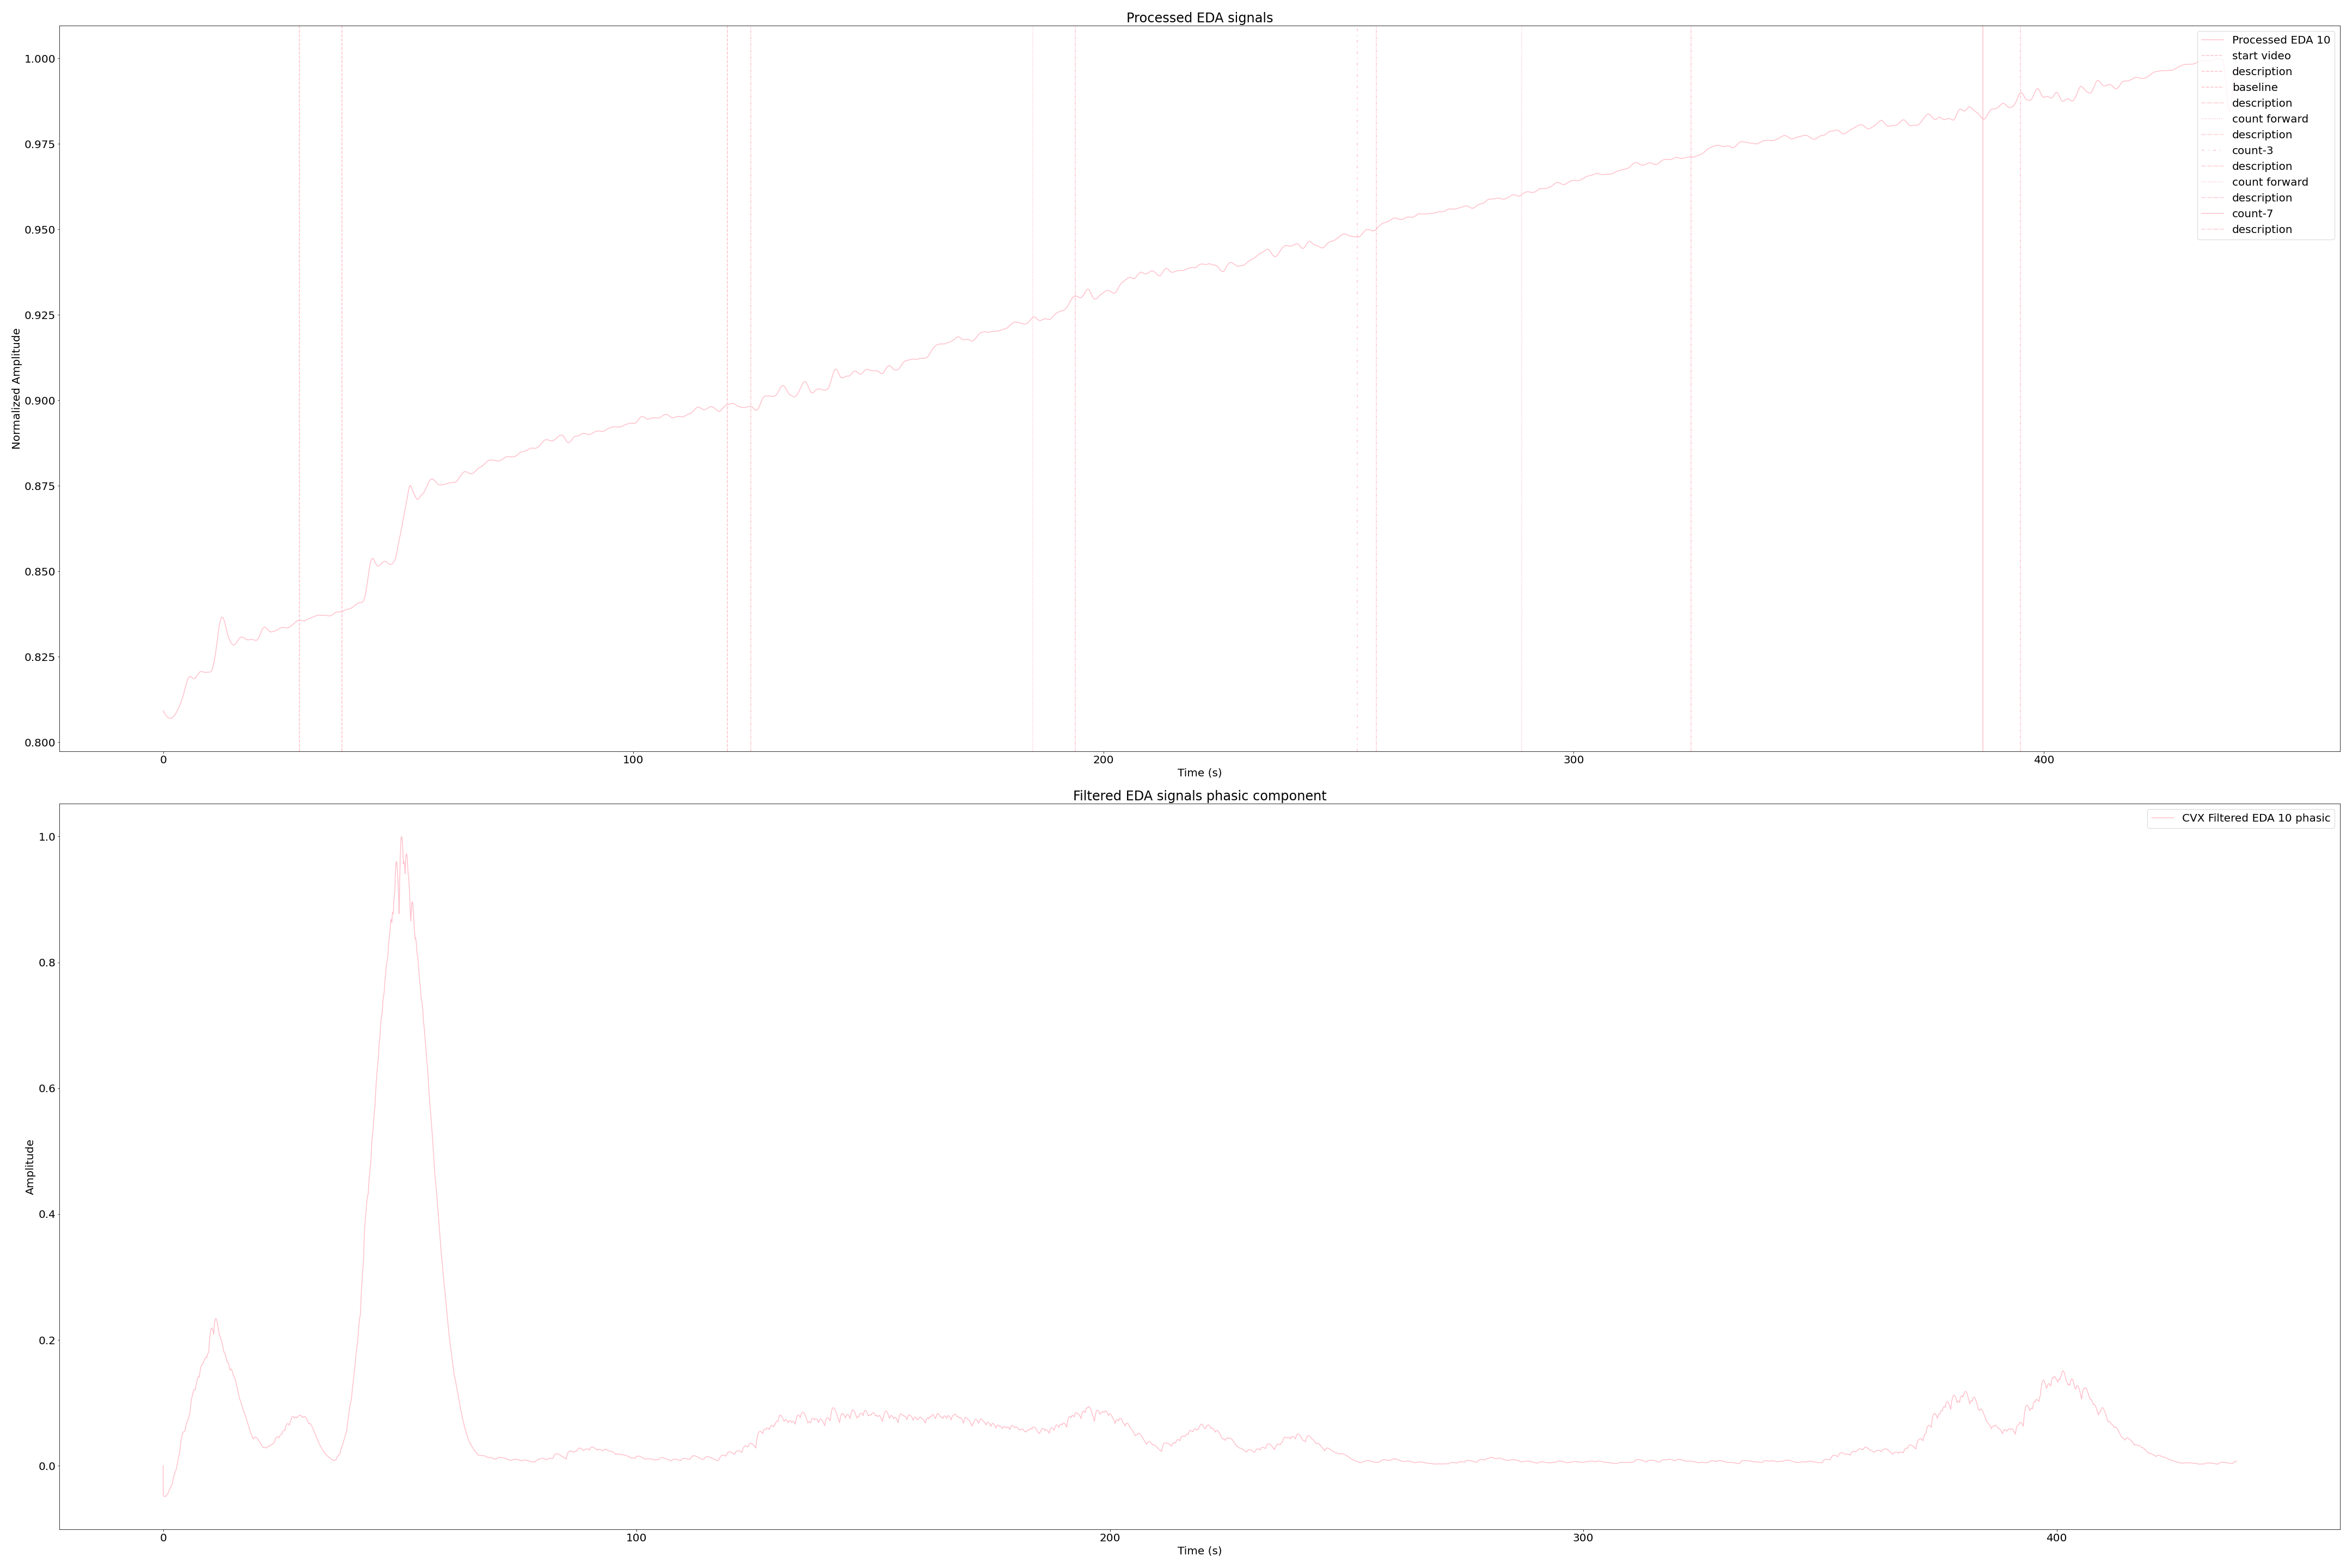 Processed EDA signals
1.000
0.975
0.950
0.925
0.900
0.875
0.850
0.825
0.800
Normalized Amplitude
Processed EDA 10
start video
description
baseline
description
count forward
description
count-3
description
count forward
description
count-7
description
0 100 200 300 400
Time (s)
Filtered EDA signals phasic component
1.0
0.8
0.6
0.4
0.2
0.0
Amplitude
CVX Filtered EDA 10 phasic
0 100 200 300 400
Time (s)